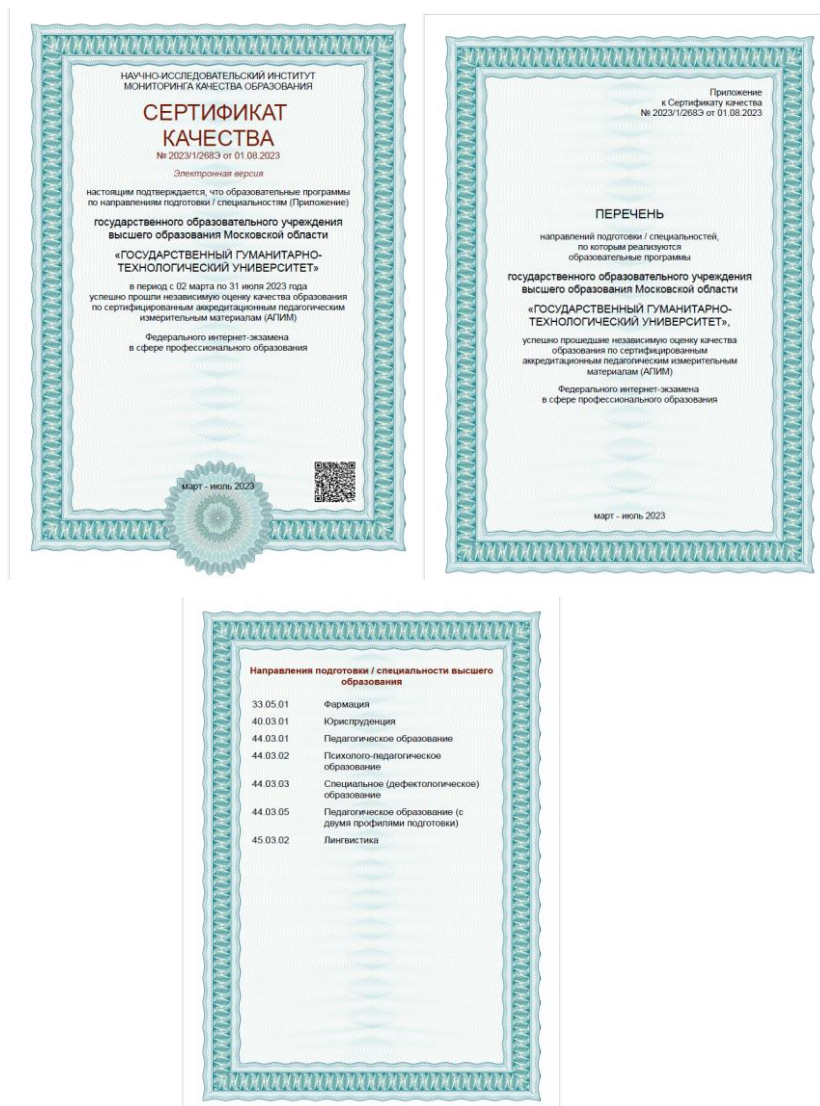 НАУЧНО-ИССЛЕДОВАТЕЛЬСКИЙ ИНСТИТУТ
МОНИТОРИНГА КАЧЕСТВА ОБРАЗОВАНИЯ
СЕРТИФИКАТ
КАЧЕСТВА
№ 2023/1/268Э от 01.08.2023
Электронная версия
настоящим подтверждается, что образовательные программы
по направлениям подготовки / специальностям (Приложение)
государственного образовательного учреждения
высшего образования Московской области
«ГОСУДАРСТВЕННЫЙ ГУМАНИТАРНО-
ТЕХНОЛОГИЧЕСКИЙ УНИВЕРСИТЕТ»
в период с 02 марта по 31 июля 2023 года
успешно прошли независимую оценку качества образования
по сертифицированным аккредитационным педагогическим
измерительным материалам (АПИМ)
Федерального интернет-экзамена
в сфере профессионального образования
март - июль 2023
Приложение
к Сертификату качества
№ 2023/1/268Э от 01.08.2023
ПЕРЕЧЕНЬ
направлений подготовки / специальностей,
по которым реализуются
образовательные программы
государственного образовательного учреждения
высшего образования Московской области
«ГОСУДАРСТВЕННЫЙ ГУМАНИТАРНО-
ТЕХНОЛОГИЧЕСКИЙ УНИВЕРСИТЕТ»,
успешно прошедшие независимую оценку качества
образования по сертифицированным
аккредитационным педагогическим измерительным
материалам (АПИМ)
Федерального интернет-экзамена
в сфере профессионального образования
март - июль 2023
Направления подготовки / специальности высшего
образования
33.05.01 Фармация
40.03.01 Юриспруденция
44.03.01 Педагогическое образование
44.03.02 Психолого-педагогическое
образование
44.03.03 Специальное (дефектологическое)
образование
44.03.05 Педагогическое образование (с
двумя профилями подготовки)
45.03.02 Лингвистика